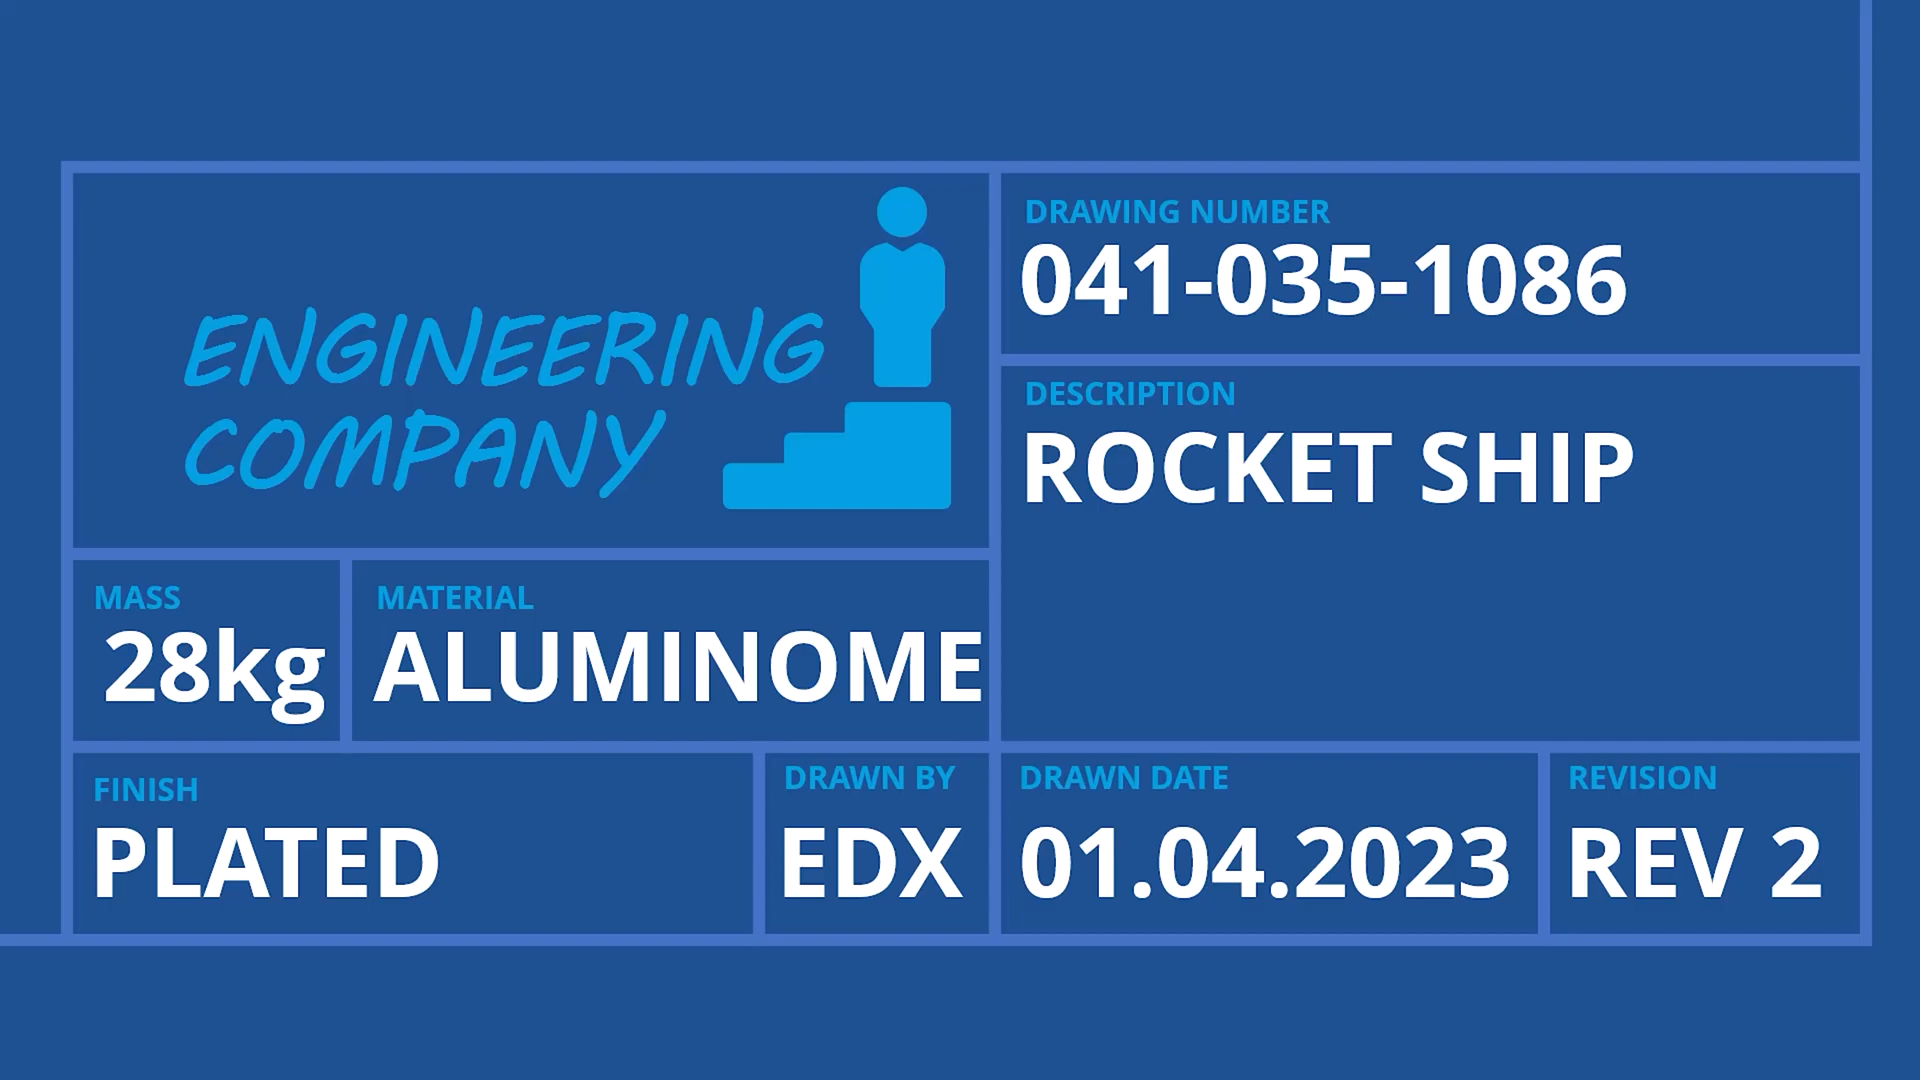 ENGINEERING
COMPANY
DRAWING NUMBER
041-035-1086
DESCRIPTION
ROCKET SHIP
MASS
28kg
MATERIAL
ALUMINOME
FINISH
PLATED
DRAWN BY
EDX
DRAWN DATE
01.04.2023
REVISION
REV 2